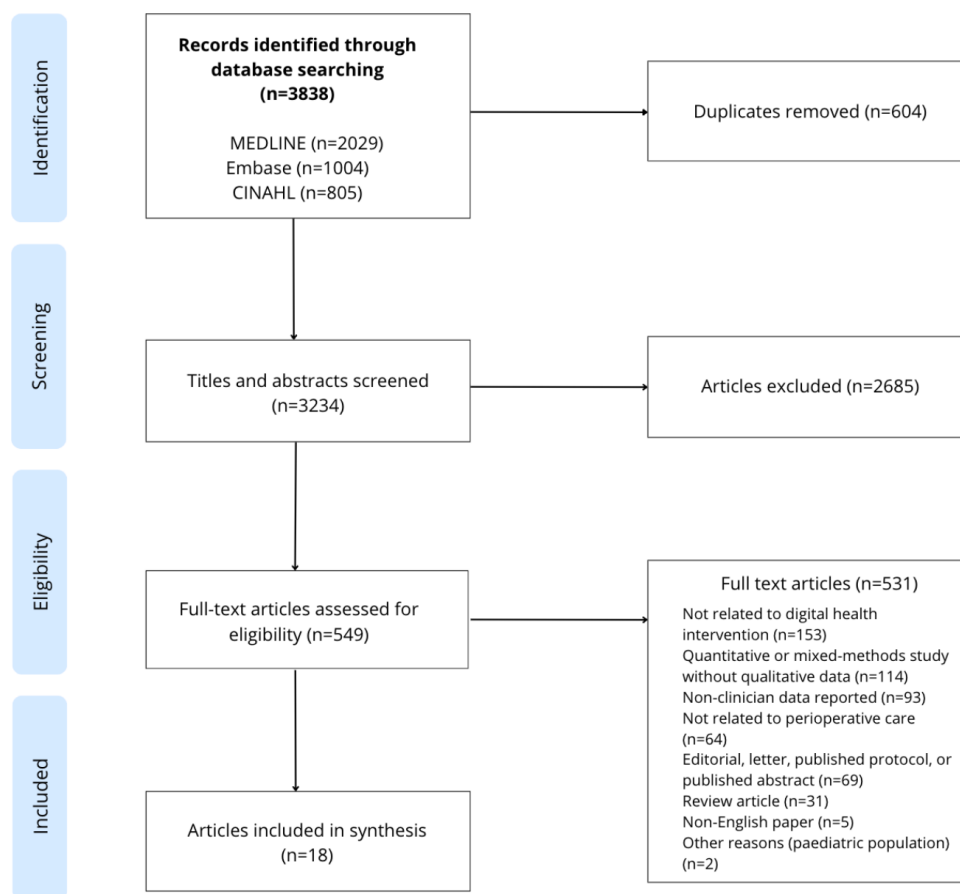 Identification
Records identified through
database searching
(n=3838)
MEDLINE (n=2029)
Embase (n=1004)
CINAHL (n=805)
Duplicates removed (n=604)
Screening
Titles and abstracts screened
(n=3234)
Articles excluded (n=2685)
Eligibility
Full-text articles assessed for
eligibility (n=549)
Full text articles (n=531)
Not related to digital health
intervention (n=153)
Quantitative or mixed-methods study
without qualitative data (n=114)
Non-clinician data reported (n=93)
Not related to perioperative care
(n=64)
Editorial, letter, published protocol, or
published abstract (n=69)
Review article (n=31)
Non-English paper (n=5)
Other reasons (paediatric population)
(n=2)
Included
Articles included in synthesis
(n=18)